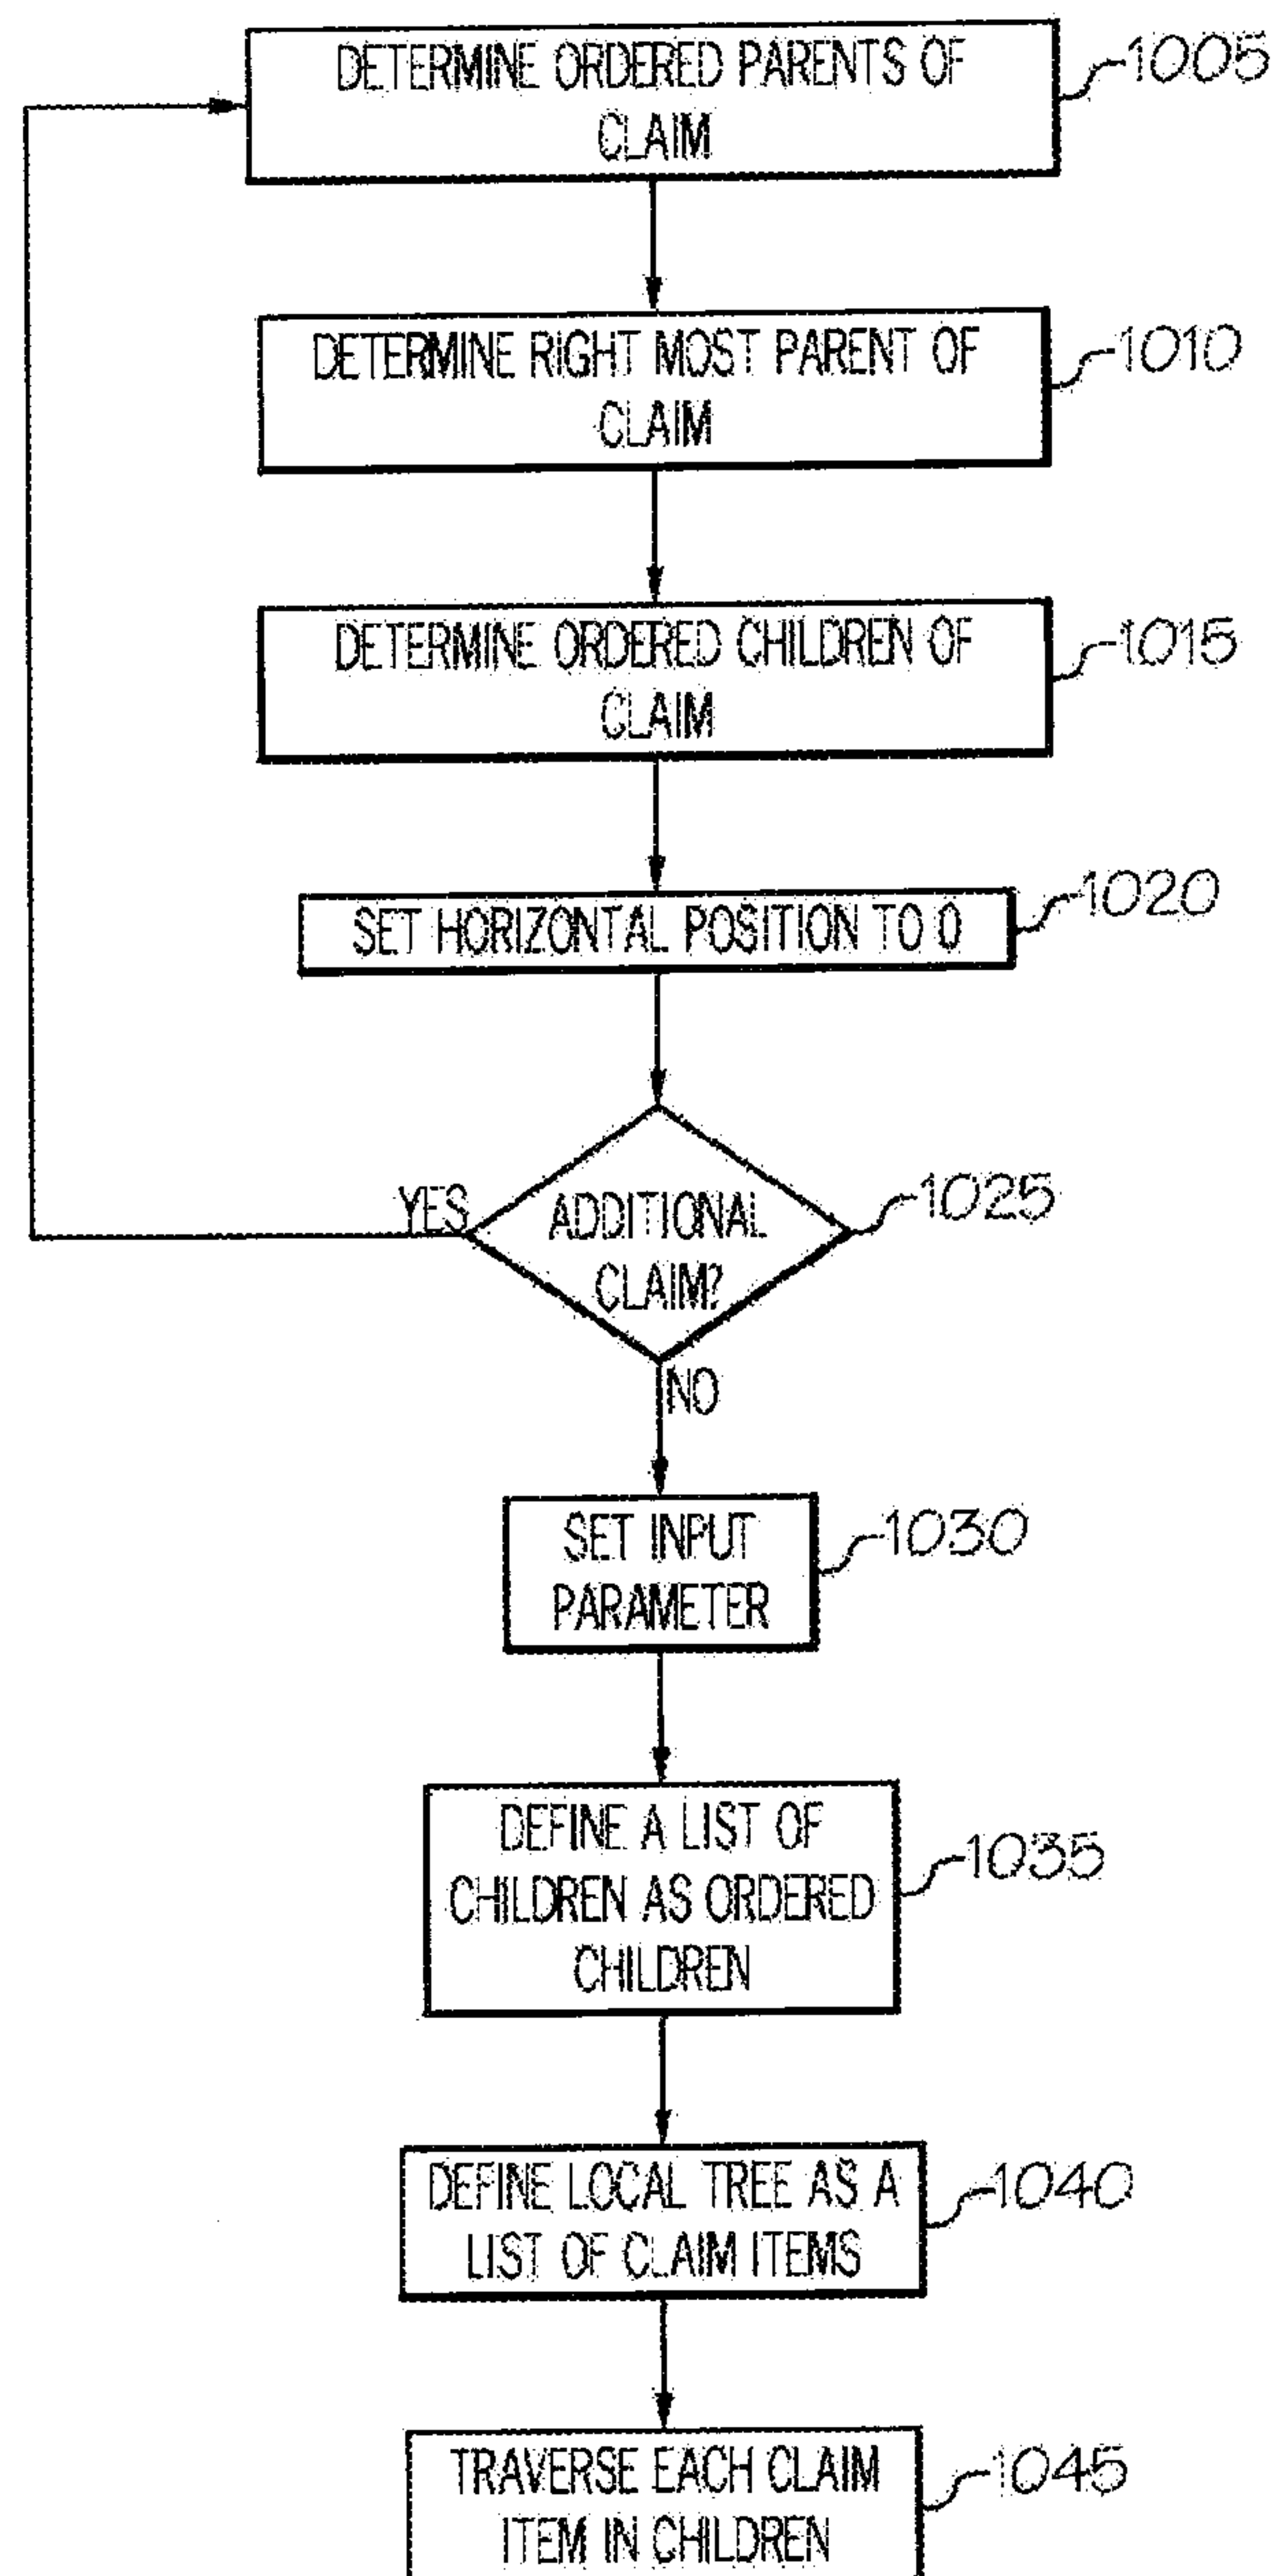 DETERMINE ORDERED PARENTS OF
CLAIM
1005
DETERMINE RIGHT MOST PARENT OF
CLAIM
1010
DETERMINE ORDERED CHILDREN OF
CLAIM
1015
SET HORIZONTAL POSITION TO 0
1020
YES
ADDITIONAL
CLAIM?
1025
NO
SET INPUT
PARAMETER
1030
DEFINE A LIST OF
CHILDREN AS ORDERED
CHILDREN
1035
DEFINE LOCAL TREE AS A
LIST OF CLAIM ITEMS
1040
TRAVERSE EACH CLAIM
ITEM IN CHILDREN
1045